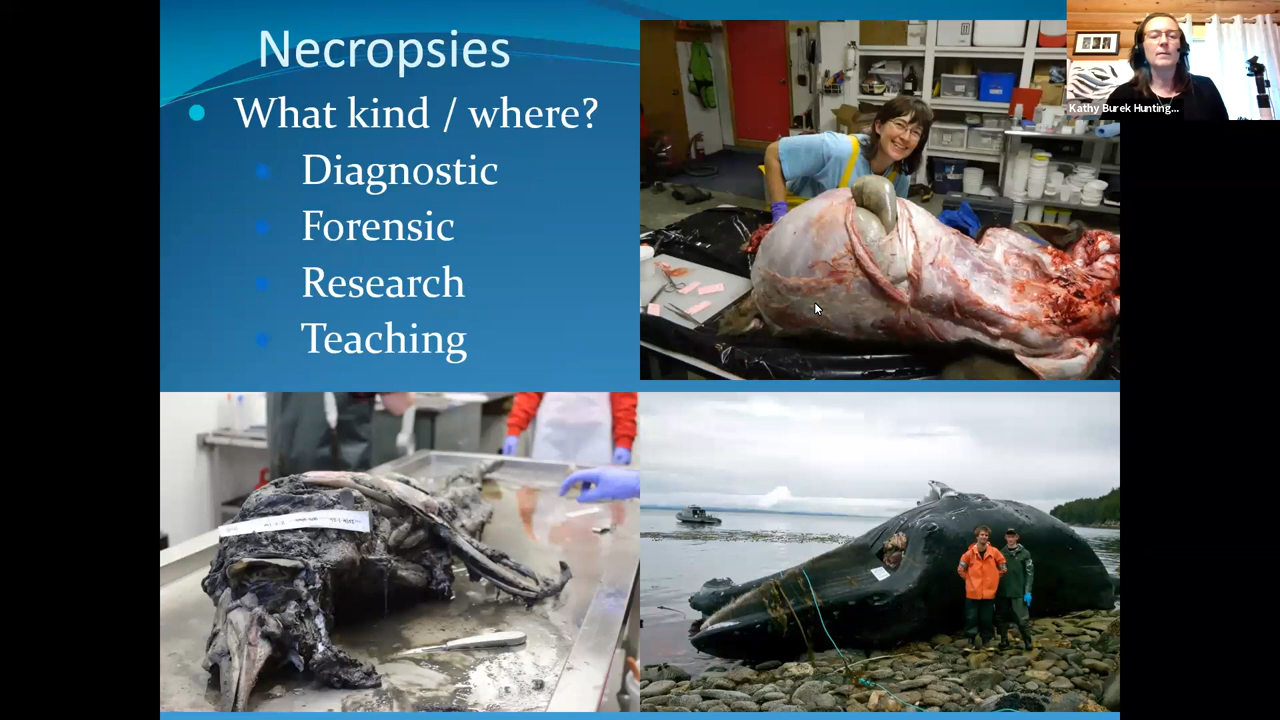 Necropsies
What kind / where?
Diagnostic
Forensic
Research
Teaching
Kathy Burek Hunting...